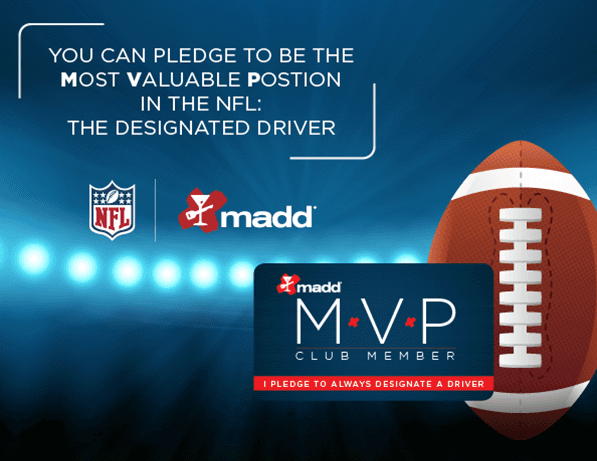 YOU CAN PLEDGE TO BE THE
MOST VALUABLE POSTION
IN THE NFL:
THE DESIGNATED DRIVER
NFL
madd
madd
M·V·P
CLUB MEMBER
I PLEDGE TO ALWAYS DESIGNATE A DRIVER